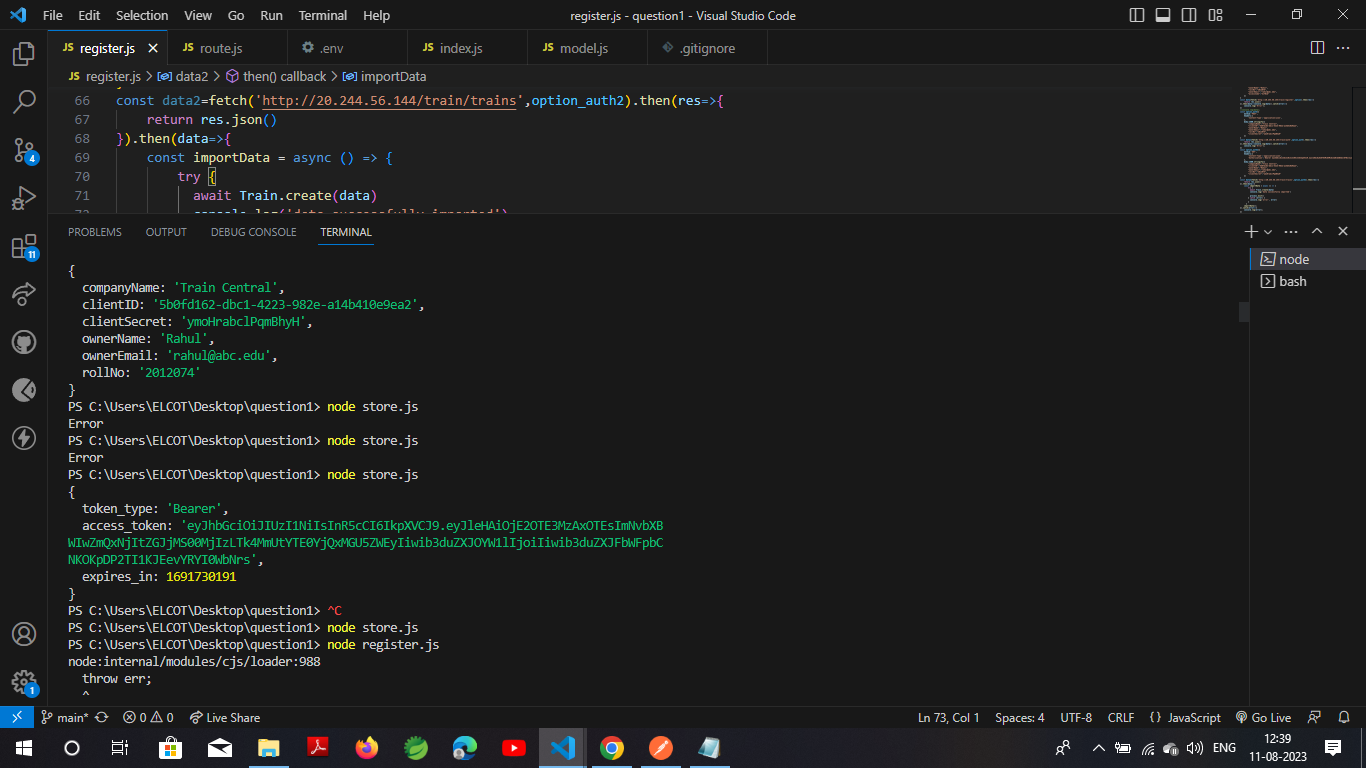 File Edit Selection View Go Run Terminal Help
register.js - question1 - Visual Studio Code
JS register.js
JS route.js
.env
JS index.js
JS model.js
.gitignore
JS register.js > data2 > then() callback > importData
66 const data2=fetch('http://20.244.56.144/train/trains',option_auth2).then(res=>{
67 return res.json()
68 }).then(data=>{
69 const importData = async () => {
70 try {
71 await Train.create(data)
72 console.log('data successfully imported')
PROBLEMS OUTPUT DEBUG CONSOLE TERMINAL
node
bash
{
companyName: 'Train Central',
clientID: '5b0fd162-dbc1-4223-982e-a14b410e9ea2',
clientSecret: 'ymoHrabclPqmBhyH',
ownerName: 'Rahul',
ownerEmail: 'rahul@abc.edu',
rollNo: '2012074'
}
PS C:\Users\ELCOT\Desktop\question1> node store.js
Error
PS C:\Users\ELCOT\Desktop\question1> node store.js
Error
PS C:\Users\ELCOT\Desktop\question1> node store.js
{
token_type: 'Bearer',
access_token: 'eyJhbGciOiJIUzI1NiIsInR5cCI6IkpXVCJ9.eyJleHAiOjE2OTE3MzAxOTEsImNvbXB
WIwZmQxNjItZGJjMS00MjIzLTk4MmUtYTE0YjQxMGU5ZWEyIiwib3duZXJOYW1lIjoiIiwib3duZXJFbWFpbC
NKOKpDP2TI1KJEevYRYI0WbNrs',
expires_in: 1691730191
}
PS C:\Users\ELCOT\Desktop\question1> ^C
PS C:\Users\ELCOT\Desktop\question1> node store.js
PS C:\Users\ELCOT\Desktop\question1> node register.js
node:internal/modules/cjs/loader:988
throw err;
^
4
11
1
main* 0 0 Live Share
Ln 73, Col 1 Spaces: 4 UTF-8 CRLF {} JavaScript Go Live
ENG
12:39
11-08-2023